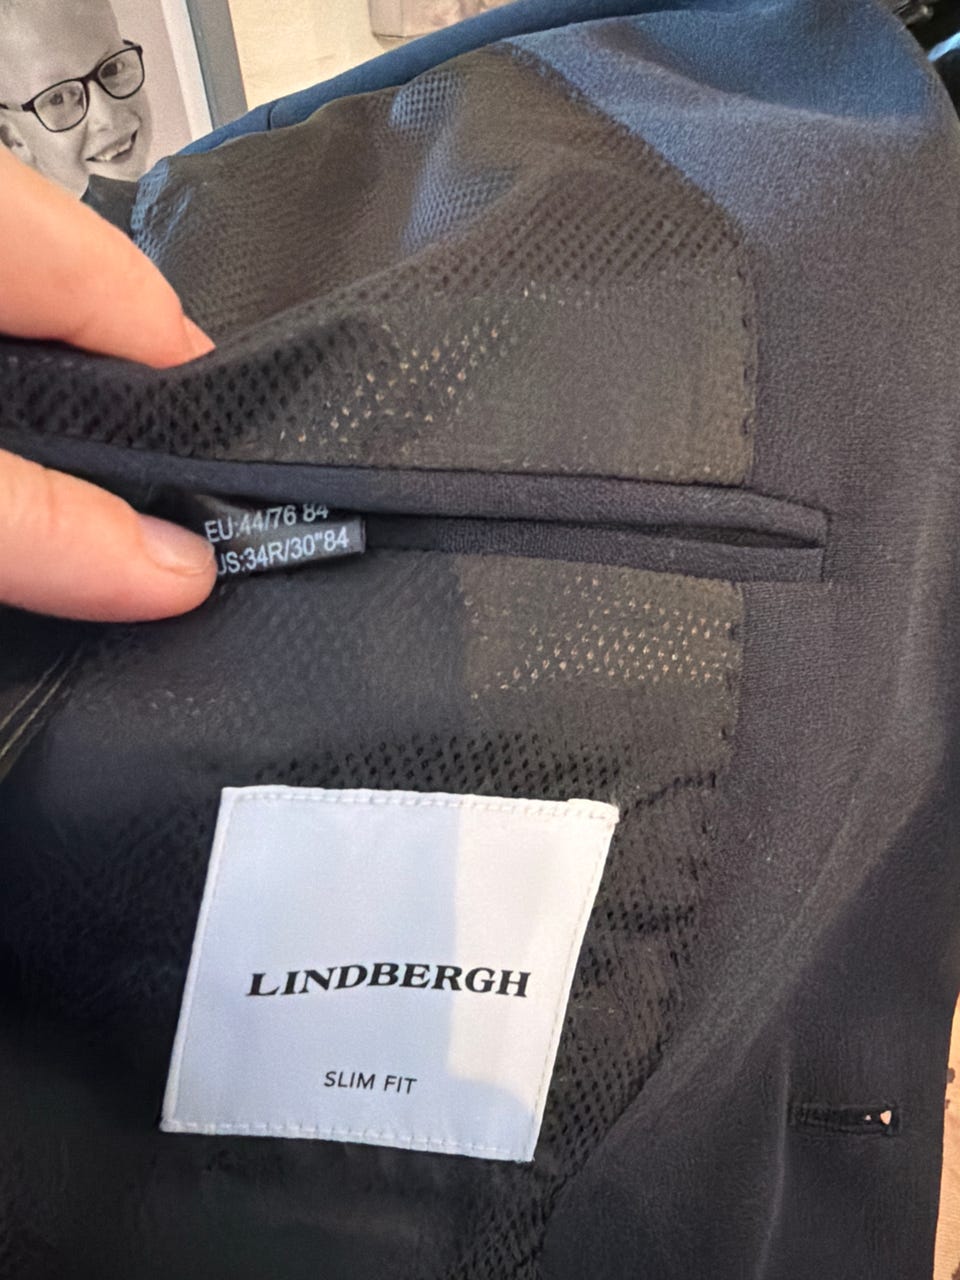 EU:44/76 84
US:34R/30"84
LINDBERGH
SLIM FIT